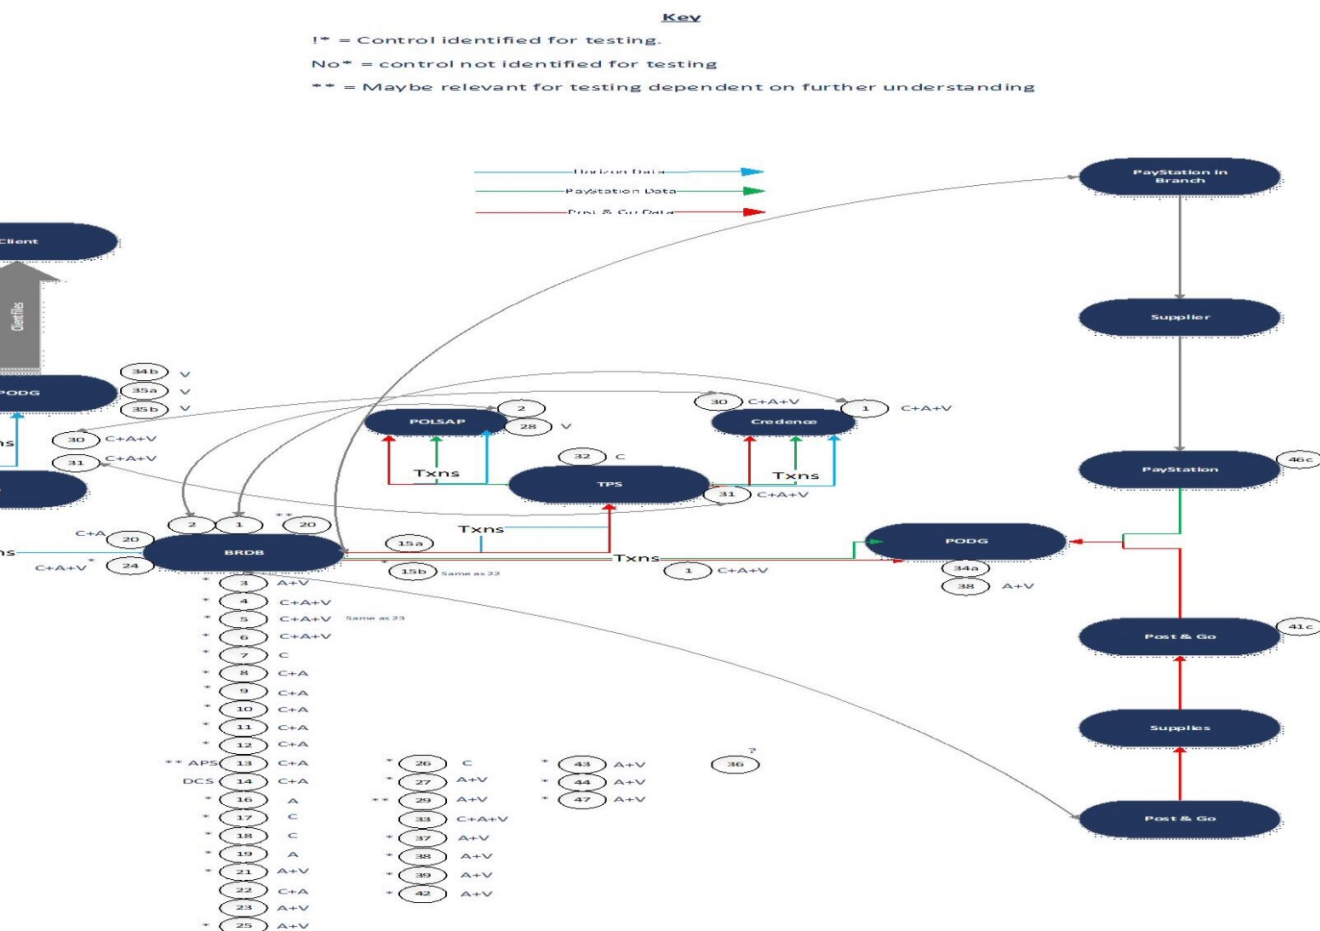 Key
!* = Control identified for testing.
No* = control not identified for testing
** = Maybe relevant for testing dependent on further understanding
Horizon Data
PayStation Data
Post & Go Data
PayStation in
Branch
Client
Client files
Supplier
PODG
34b V
35a V
35b V
30 C+A+V
31 C+A+V
POLSAP
2
28 V
30 C+A+V
Credence
1 C+A+V
PayStation
46c
Txns
32 C
TPS
Txns
31 C+A+V
2
1
**
20
C+A 20
BRDB
C+A+V * 24
15a
Txns
* 15b Same as 22
Txns
1 C+A+V
PODG
34a
38 A+V
* 3 A+V
* 4 C+A+V
* 5 C+A+V Same as 23
* 6 C+A+V
* 7 C
* 8 C+A
* 9 C+A
* 10 C+A
* 11 C+A
* 12 C+A
** APS 13 C+A
DCS 14 C+A
* 16 A
* 17 C
* 18 C
* 19 A
* 21 A+V
22 C+A
23 A+V
* 25 A+V
* 26 C
* 27 A+V
** 29 A+V
33 C+A+V
* 37 A+V
* 38 A+V
* 39 A+V
* 42 A+V
* 43 A+V
* 44 A+V
* 47 A+V
?
36
Post & Go
41c
Supplies
Post & Go